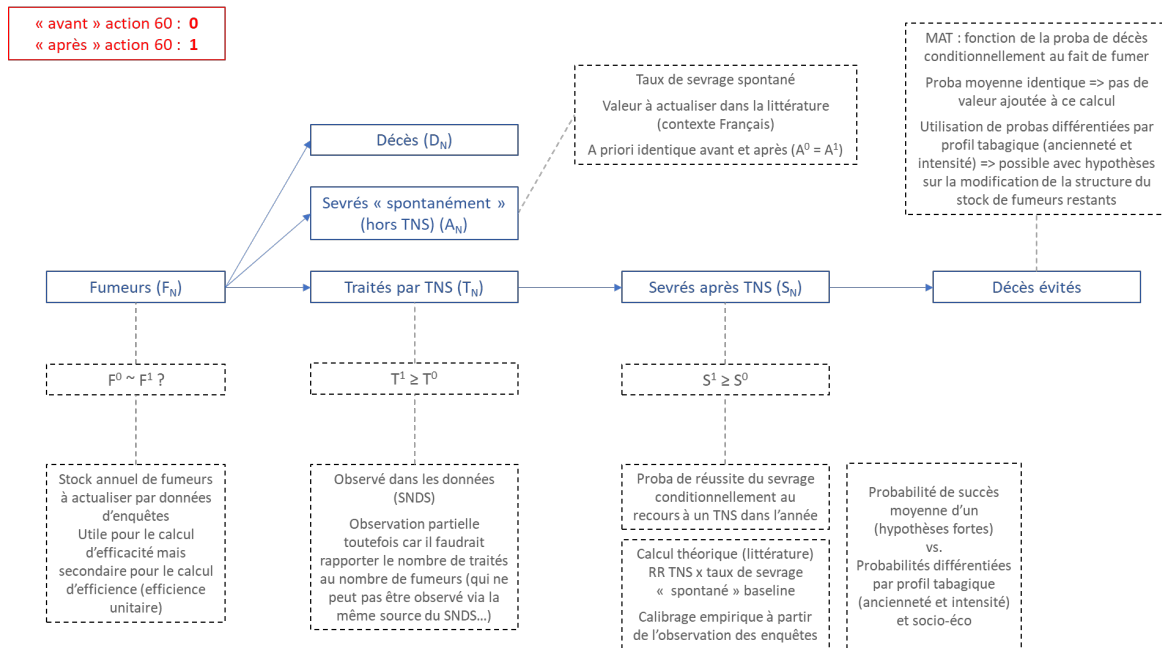 « avant » action 60 : 0
« après » action 60 : 1
MAT : fonction de la proba de décès
conditionnellement au fait de fumer
Proba moyenne identique => pas de
valeur ajoutée à ce calcul
Utilisation de probas différentiées par
profil tabagique (ancienneté et
intensité) => possible avec hypothèses
sur la modification de la structure du
stock de fumeurs restants
Taux de sevrage spontané
Valeur à actualiser dans la littérature
(contexte Français)
A priori identique avant et après (A⁰ = A¹)
Décès (D_N)
Sevrés « spontanément »
(hors TNS) (A_N)
Fumeurs (F_N)
Traités par TNS (T_N)
Sevrés après TNS (S_N)
Décès évités
F⁰ ~ F¹ ?
T¹ ≥ T⁰
S¹ ≥ S⁰
Stock annuel de fumeurs
à actualiser par données
d'enquêtes
Utile pour le calcul
d'efficacité mais
secondaire pour le calcul
d'efficience (efficience
unitaire)
Observé dans les données
(SNDS)
Observation partielle
toutefois car il faudrait
rapporter le nombre de traités
au nombre de fumeurs (qui ne
peut pas être observé via la
même source du SNDS…)
Proba de réussite du sevrage
conditionnellement au
recours à un TNS dans l'année
Calcul théorique (littérature)
RR TNS x taux de sevrage
« spontané » baseline
Calibrage empirique à partir
de l'observation des enquêtes
Probabilité de succès
moyenne d'un
(hypothèses fortes)
vs.
Probabilités différentiées
par profil tabagique
(ancienneté et intensité)
et socio-éco